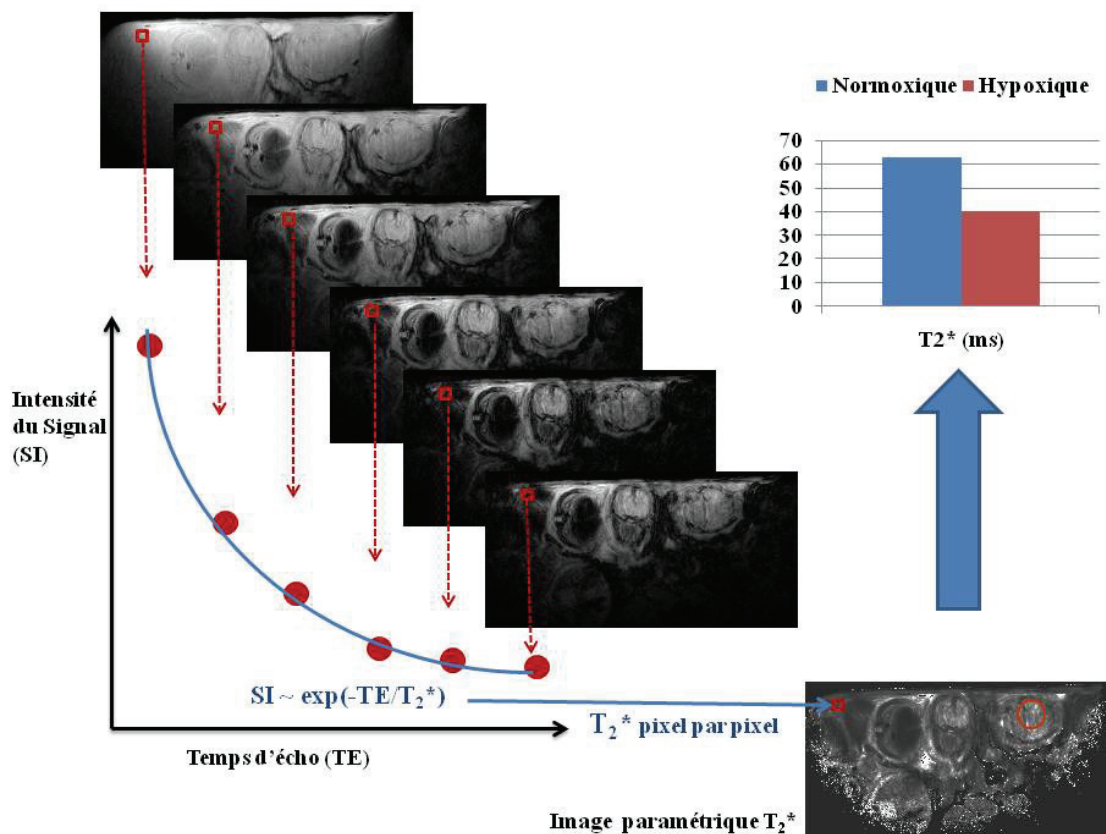 Normoxique Hypoxique
70
60
50
40
30
20
10
0
T2* (ms)
Intensité
du Signal
(SI)
SI ~ exp(-TE/T₂*)
T₂* pixel par pixel
Temps d'écho (TE)
Image paramétrique T₂*